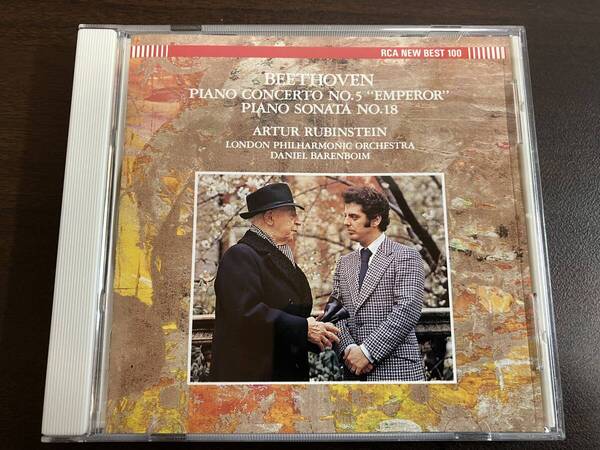 RCA NEW BEST 100
BEETHOVEN
PIANO CONCERTO NO.5 “EMPEROR”
PIANO SONATA NO.18
ARTUR RUBINSTEIN
LONDON PHILHARMONIC ORCHESTRA
DANIEL BARENBOIM